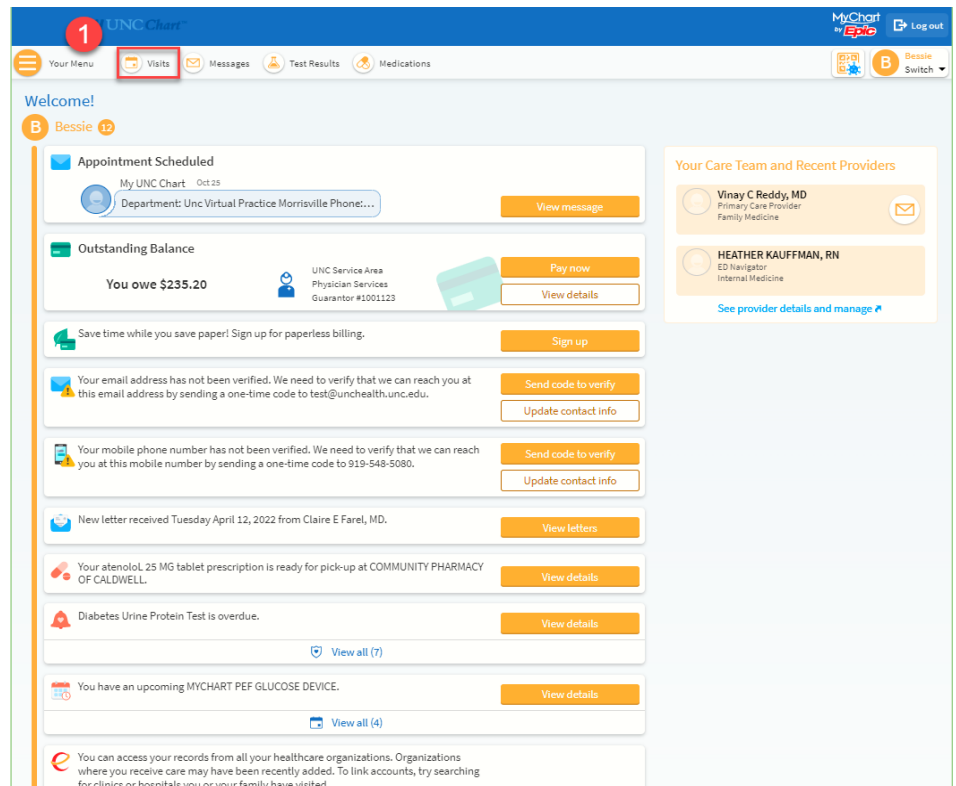 1
UNC Chart
MyChart
by Epic
Log out
Your Menu
Visits
Messages
Test Results
Medications
B
Bessie
Switch
Welcome!
B
Bessie
12
Appointment Scheduled
My UNC Chart Oct 25
Department: Unc Virtual Practice Morrisville Phone:...
View message
Outstanding Balance
You owe $235.20
UNC Service Area
Physician Services
Guarantor #1001123
Pay now
View details
Save time while you save paper! Sign up for paperless billing.
Sign up
Your email address has not been verified. We need to verify that we can reach you at
this email address by sending a one-time code to test@unchealth.unc.edu.
Send code to verify
Update contact info
Your mobile phone number has not been verified. We need to verify that we can reach
you at this mobile number by sending a one-time code to 919-548-5080.
Send code to verify
Update contact info
New letter received Tuesday April 12, 2022 from Claire E Farel, MD.
View letters
Your atenoloL 25 MG tablet prescription is ready for pick-up at COMMUNITY PHARMACY
OF CALDWELL.
View details
Diabetes Urine Protein Test is overdue.
View details
View all (7)
You have an upcoming MYCHART PEF GLUCOSE DEVICE.
View details
View all (4)
You can access your records from all your healthcare organizations. Organizations
where you receive care may have been recently added. To link accounts, try searching
for clinics or hospitals you or your family have visited.
Your Care Team and Recent Providers
Vinay C Reddy, MD
Primary Care Provider
Family Medicine
HEATHER KAUFFMAN, RN
ED Navigator
Internal Medicine
See provider details and manage